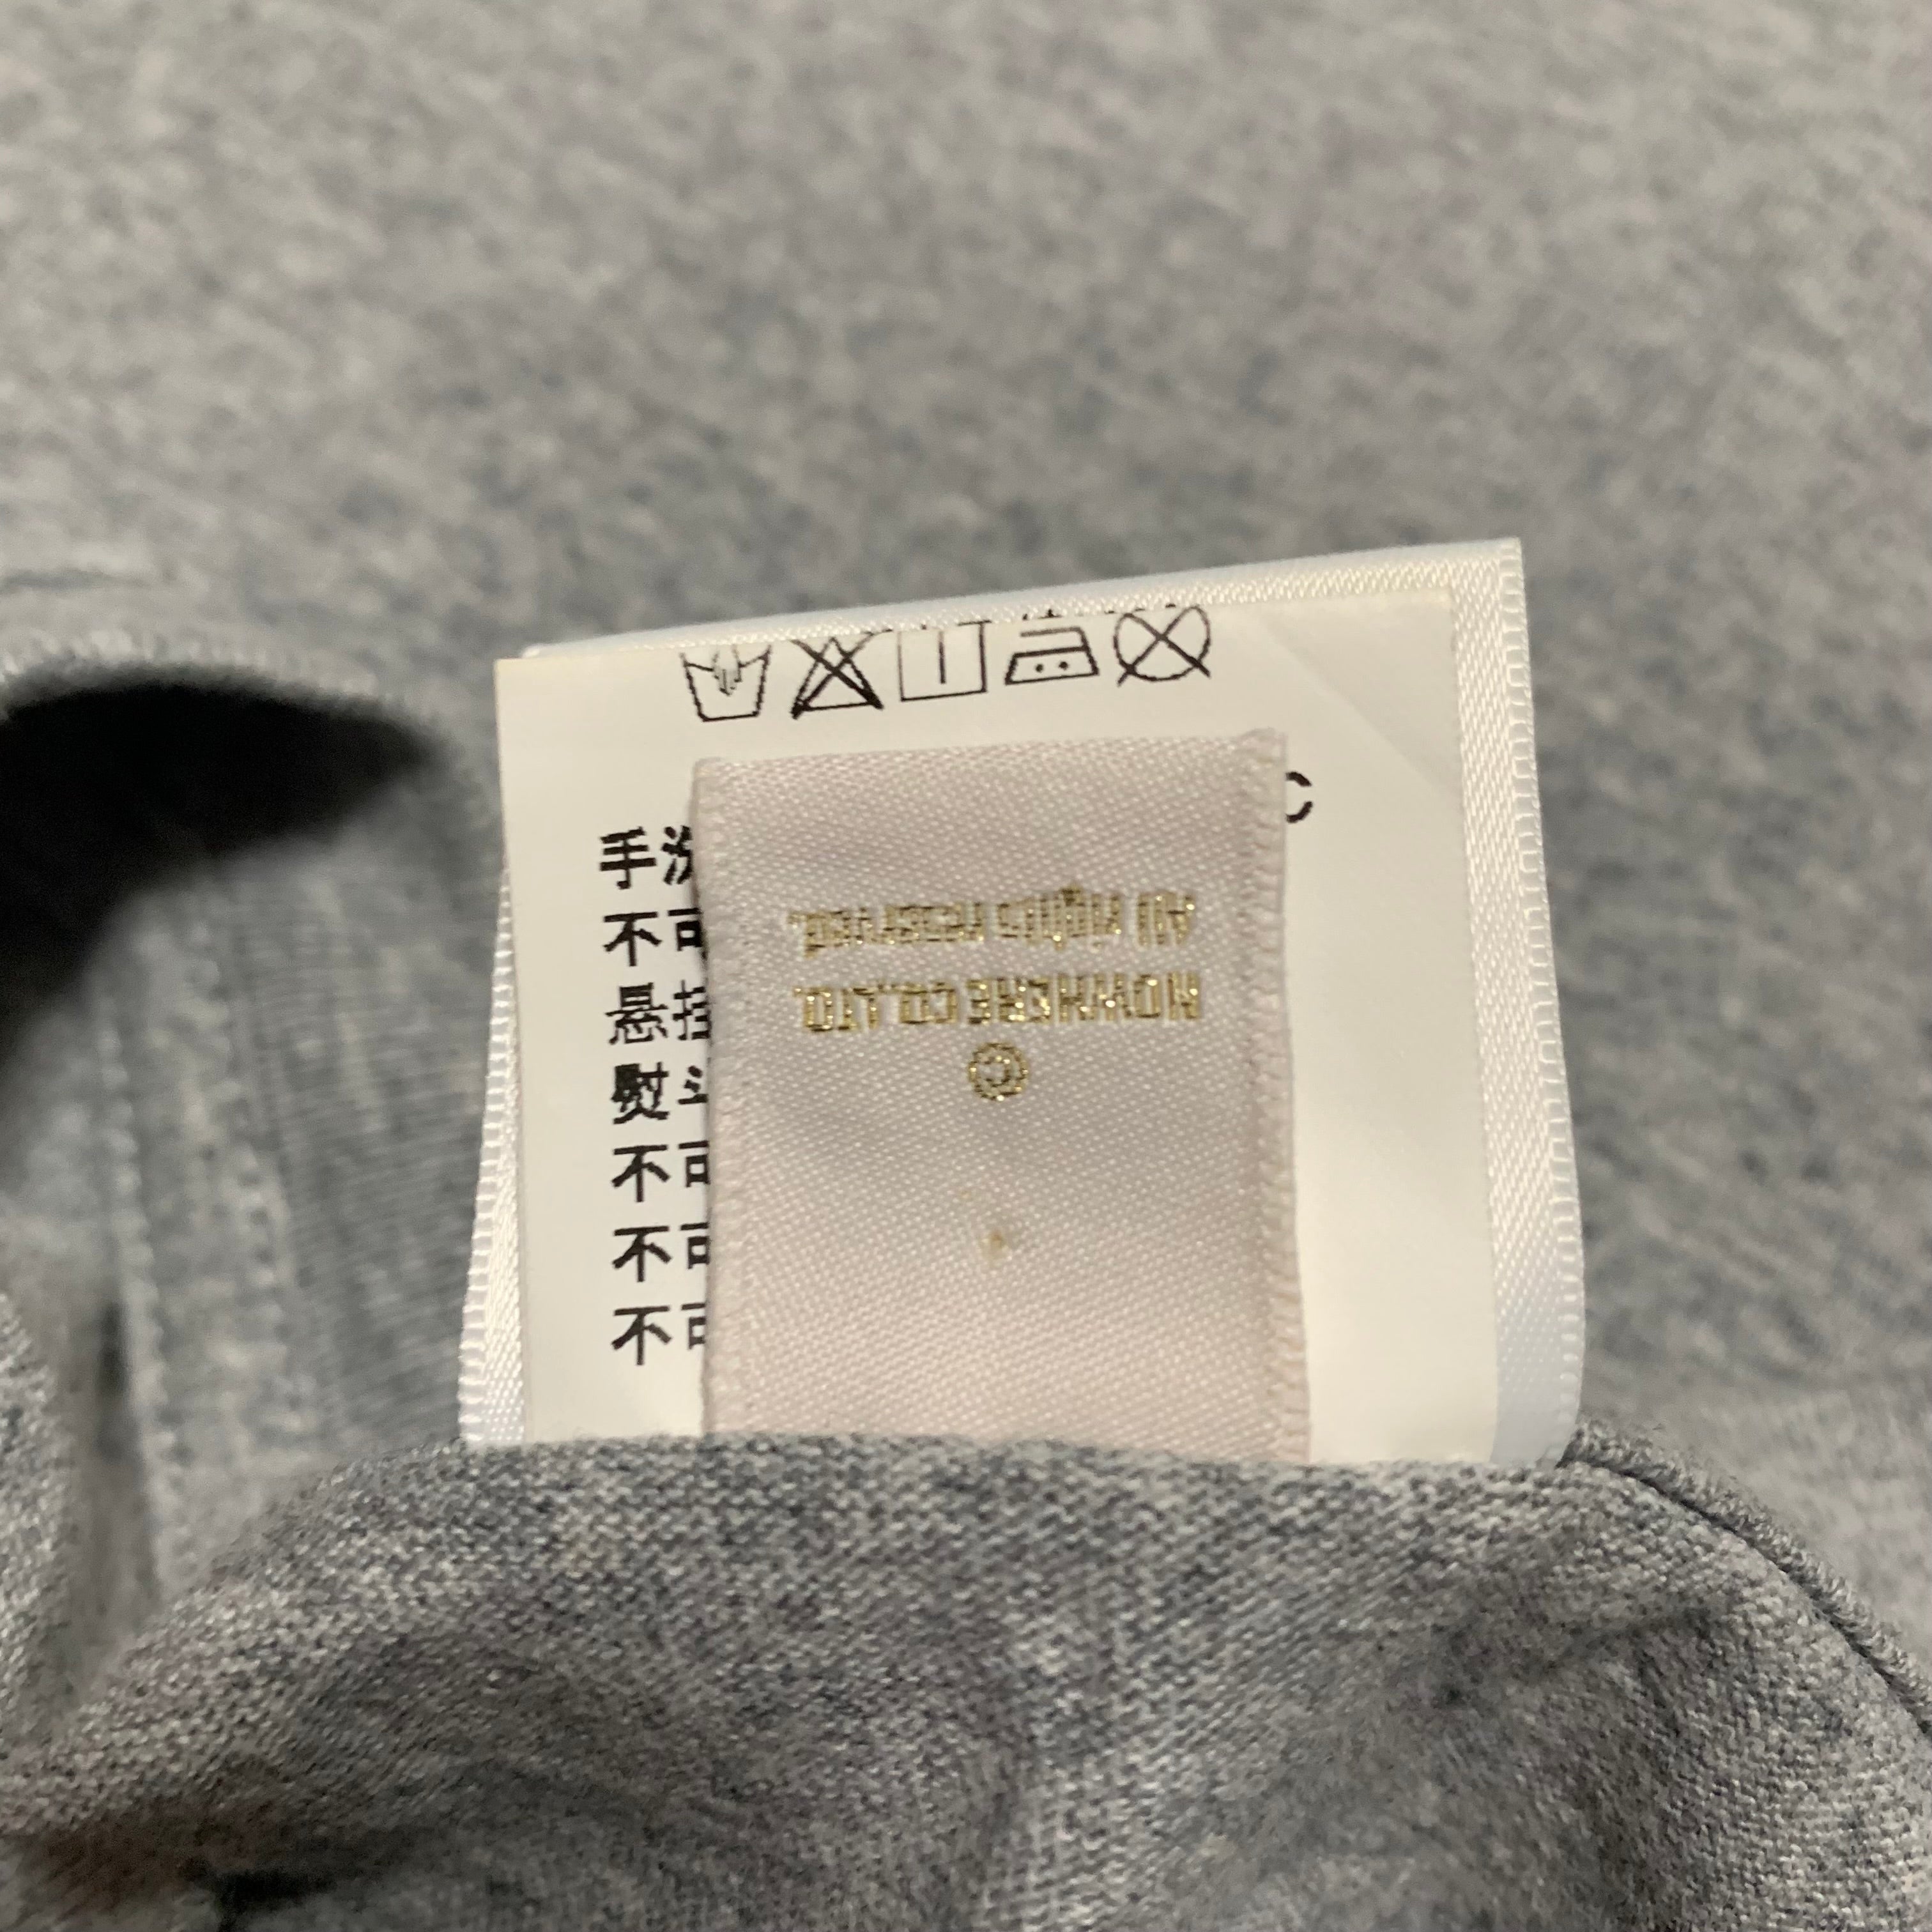 C
手洗
不可
悬挂
熨斗
不可
不可
不可
©
NOWHERE CO.,LTD.
All rights reserved.